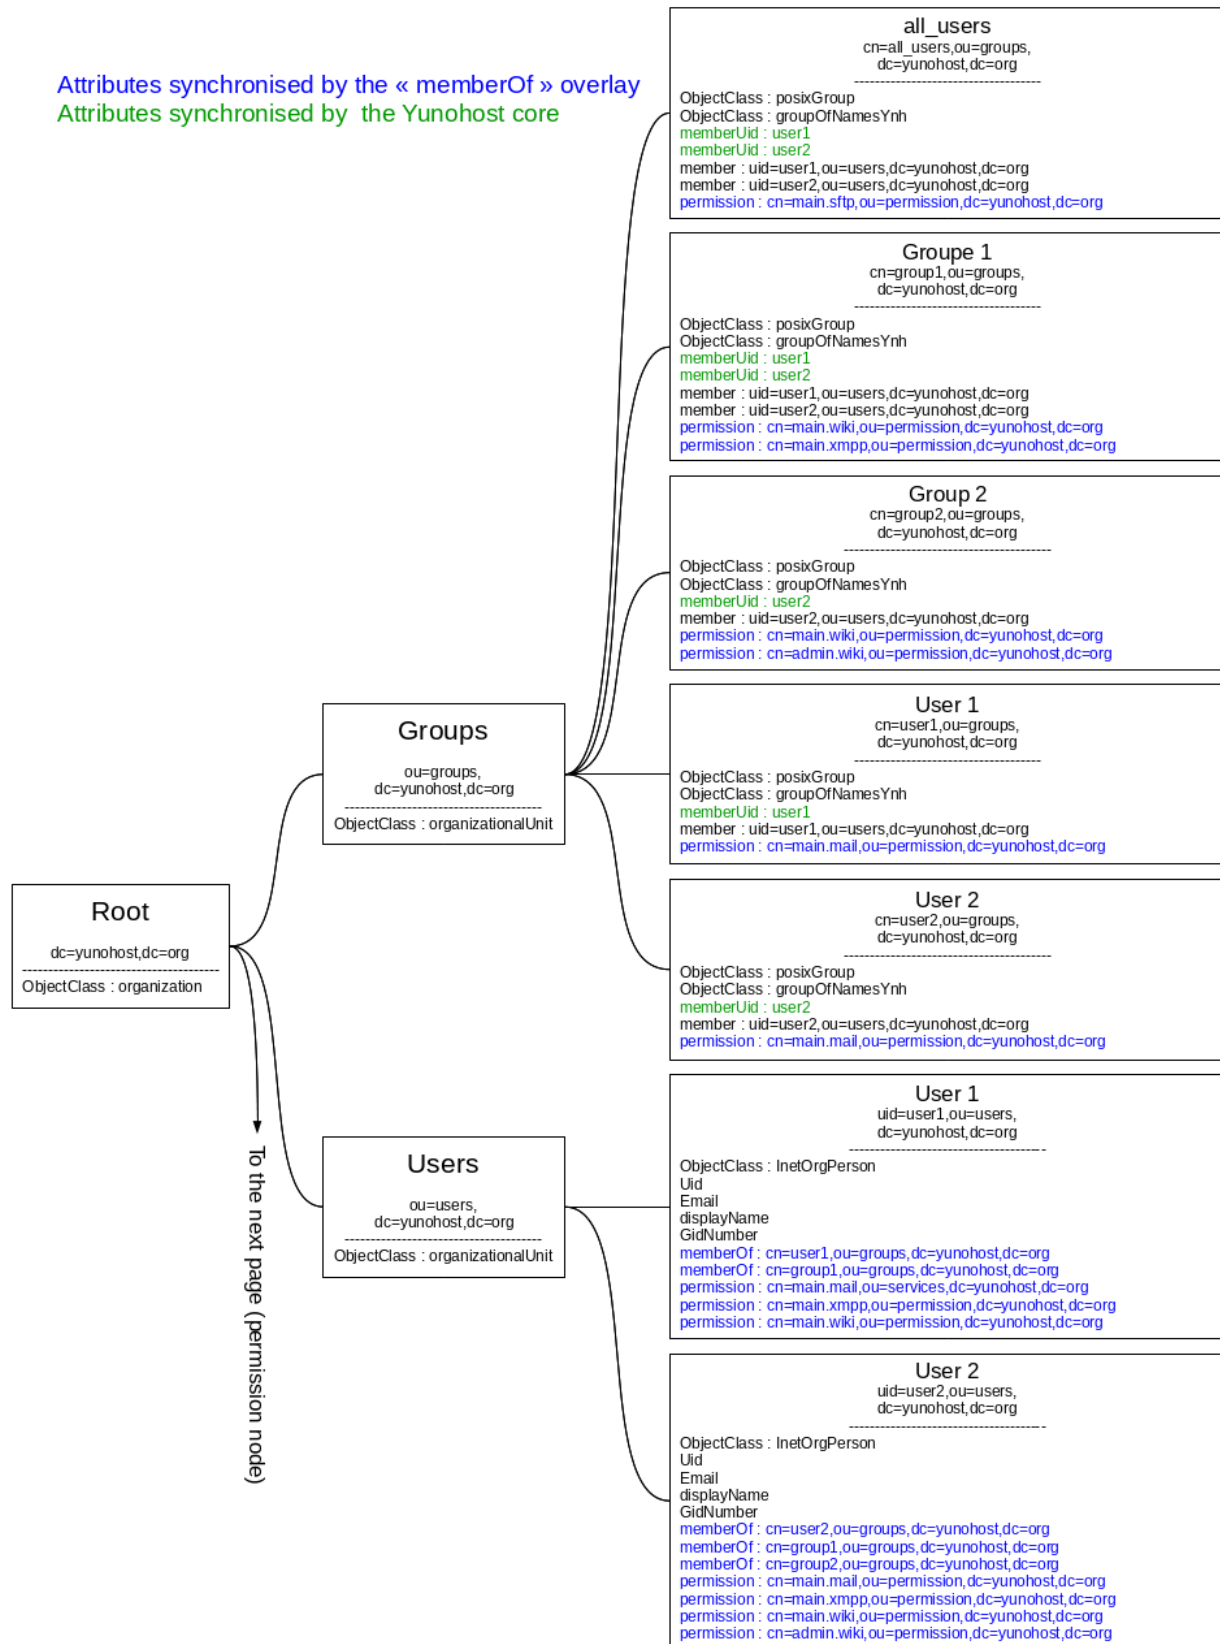 Attributes synchronised by the « memberOf » overlay
Attributes synchronised by  the Yunohost core
all_users
cn=all_users,ou=groups,
dc=yunohost,dc=org
------------------------------------
ObjectClass : posixGroup
ObjectClass : groupOfNamesYnh
memberUid : user1
memberUid : user2
member : uid=user1,ou=users,dc=yunohost,dc=org
member : uid=user2,ou=users,dc=yunohost,dc=org
permission : cn=main.sftp,ou=permission,dc=yunohost,dc=org
Groupe 1
cn=group1,ou=groups,
dc=yunohost,dc=org
------------------------------------
ObjectClass : posixGroup
ObjectClass : groupOfNamesYnh
memberUid : user1
memberUid : user2
member : uid=user1,ou=users,dc=yunohost,dc=org
member : uid=user2,ou=users,dc=yunohost,dc=org
permission : cn=main.wiki,ou=permission,dc=yunohost,dc=org
permission : cn=main.xmpp,ou=permission,dc=yunohost,dc=org
Group 2
cn=group2,ou=groups,
dc=yunohost,dc=org
----------------------------------------
ObjectClass : posixGroup
ObjectClass : groupOfNamesYnh
memberUid : user2
member : uid=user2,ou=users,dc=yunohost,dc=org
permission : cn=main.wiki,ou=permission,dc=yunohost,dc=org
permission : cn=admin.wiki,ou=permission,dc=yunohost,dc=org
User 1
cn=user1,ou=groups,
dc=yunohost,dc=org
------------------------------------
ObjectClass : posixGroup
ObjectClass : groupOfNamesYnh
memberUid : user1
member : uid=user1,ou=users,dc=yunohost,dc=org
permission : cn=main.mail,ou=permission,dc=yunohost,dc=org
User 2
cn=user2,ou=groups,
dc=yunohost,dc=org
----------------------------------------
ObjectClass : posixGroup
ObjectClass : groupOfNamesYnh
memberUid : user2
member : uid=user2,ou=users,dc=yunohost,dc=org
permission : cn=main.mail,ou=permission,dc=yunohost,dc=org
Groups
ou=groups,
dc=yunohost,dc=org
--------------------------------------
ObjectClass : organizationalUnit
Root
dc=yunohost,dc=org
--------------------------------------
ObjectClass : organization
To the next page (permission node)
Users
ou=users,
dc=yunohost,dc=org
--------------------------------------
ObjectClass : organizationalUnit
User 1
uid=user1,ou=users,
dc=yunohost,dc=org
--------------------------------------
ObjectClass : InetOrgPerson
Uid
Email
displayName
GidNumber
memberOf : cn=user1,ou=groups,dc=yunohost,dc=org
memberOf : cn=group1,ou=groups,dc=yunohost,dc=org
permission : cn=main.mail,ou=services,dc=yunohost,dc=org
permission : cn=main.xmpp,ou=permission,dc=yunohost,dc=org
permission : cn=main.wiki,ou=permission,dc=yunohost,dc=org
User 2
uid=user2,ou=users,
dc=yunohost,dc=org
--------------------------------------
ObjectClass : InetOrgPerson
Uid
Email
displayName
GidNumber
memberOf : cn=user2,ou=groups,dc=yunohost,dc=org
memberOf : cn=group1,ou=groups,dc=yunohost,dc=org
memberOf : cn=group2,ou=groups,dc=yunohost,dc=org
permission : cn=main.mail,ou=permission,dc=yunohost,dc=org
permission : cn=main.xmpp,ou=permission,dc=yunohost,dc=org
permission : cn=main.wiki,ou=permission,dc=yunohost,dc=org
permission : cn=admin.wiki,ou=permission,dc=yunohost,dc=org